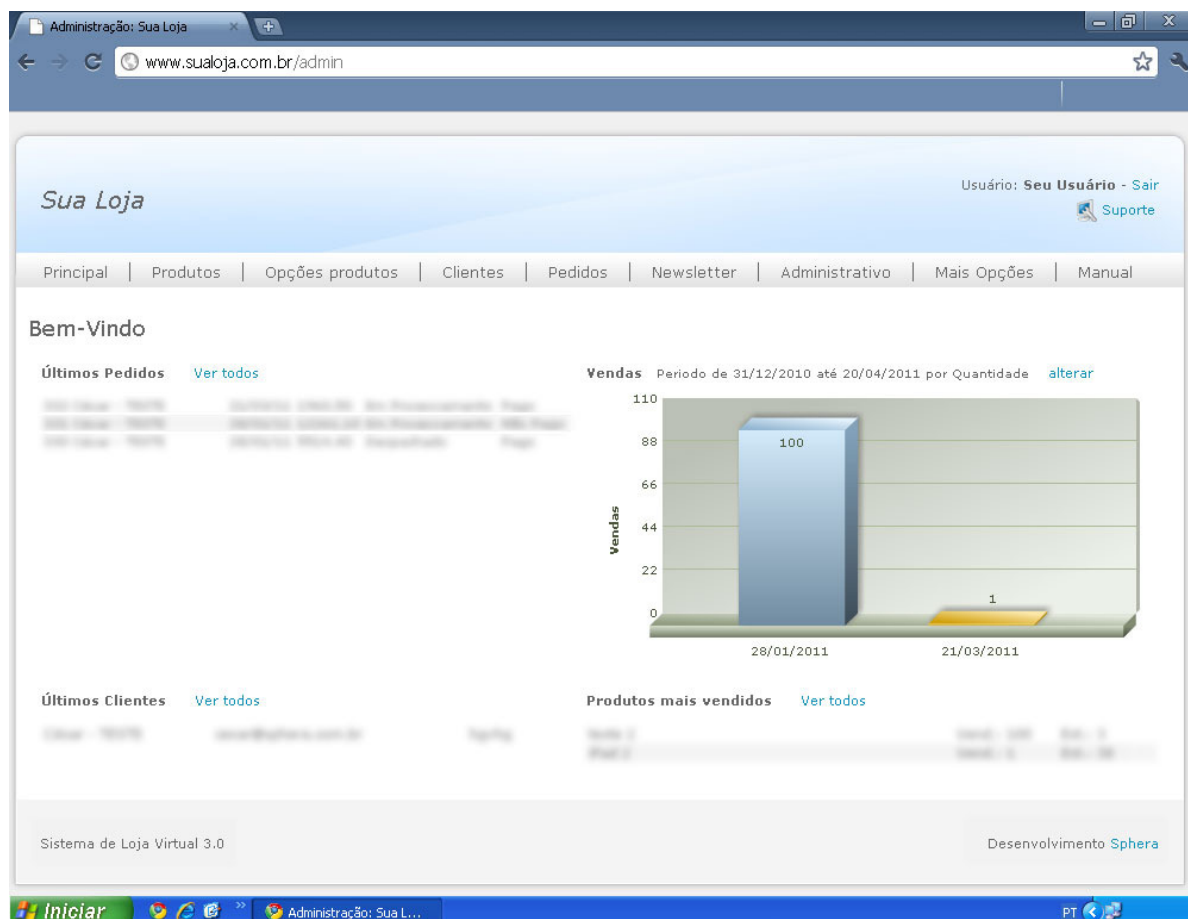 Administração: Sua Loja
www.sualoja.com.br/admin
Sua Loja
Usuário: Seu Usuário - Sair
Suporte
Principal | Produtos | Opções produtos | Clientes | Pedidos | Newsletter | Administrativo | Mais Opções | Manual
Bem-Vindo
Últimos Pedidos Ver todos
Vendas Periodo de 31/12/2010 até 20/04/2011 por Quantidade alterar
110
88
66
44
22
0
Vendas
100
1
28/01/2011 21/03/2011
Últimos Clientes Ver todos
Produtos mais vendidos Ver todos
Sistema de Loja Virtual 3.0
Desenvolvimento Sphera
Iniciar
Administração: Sua L...
PT